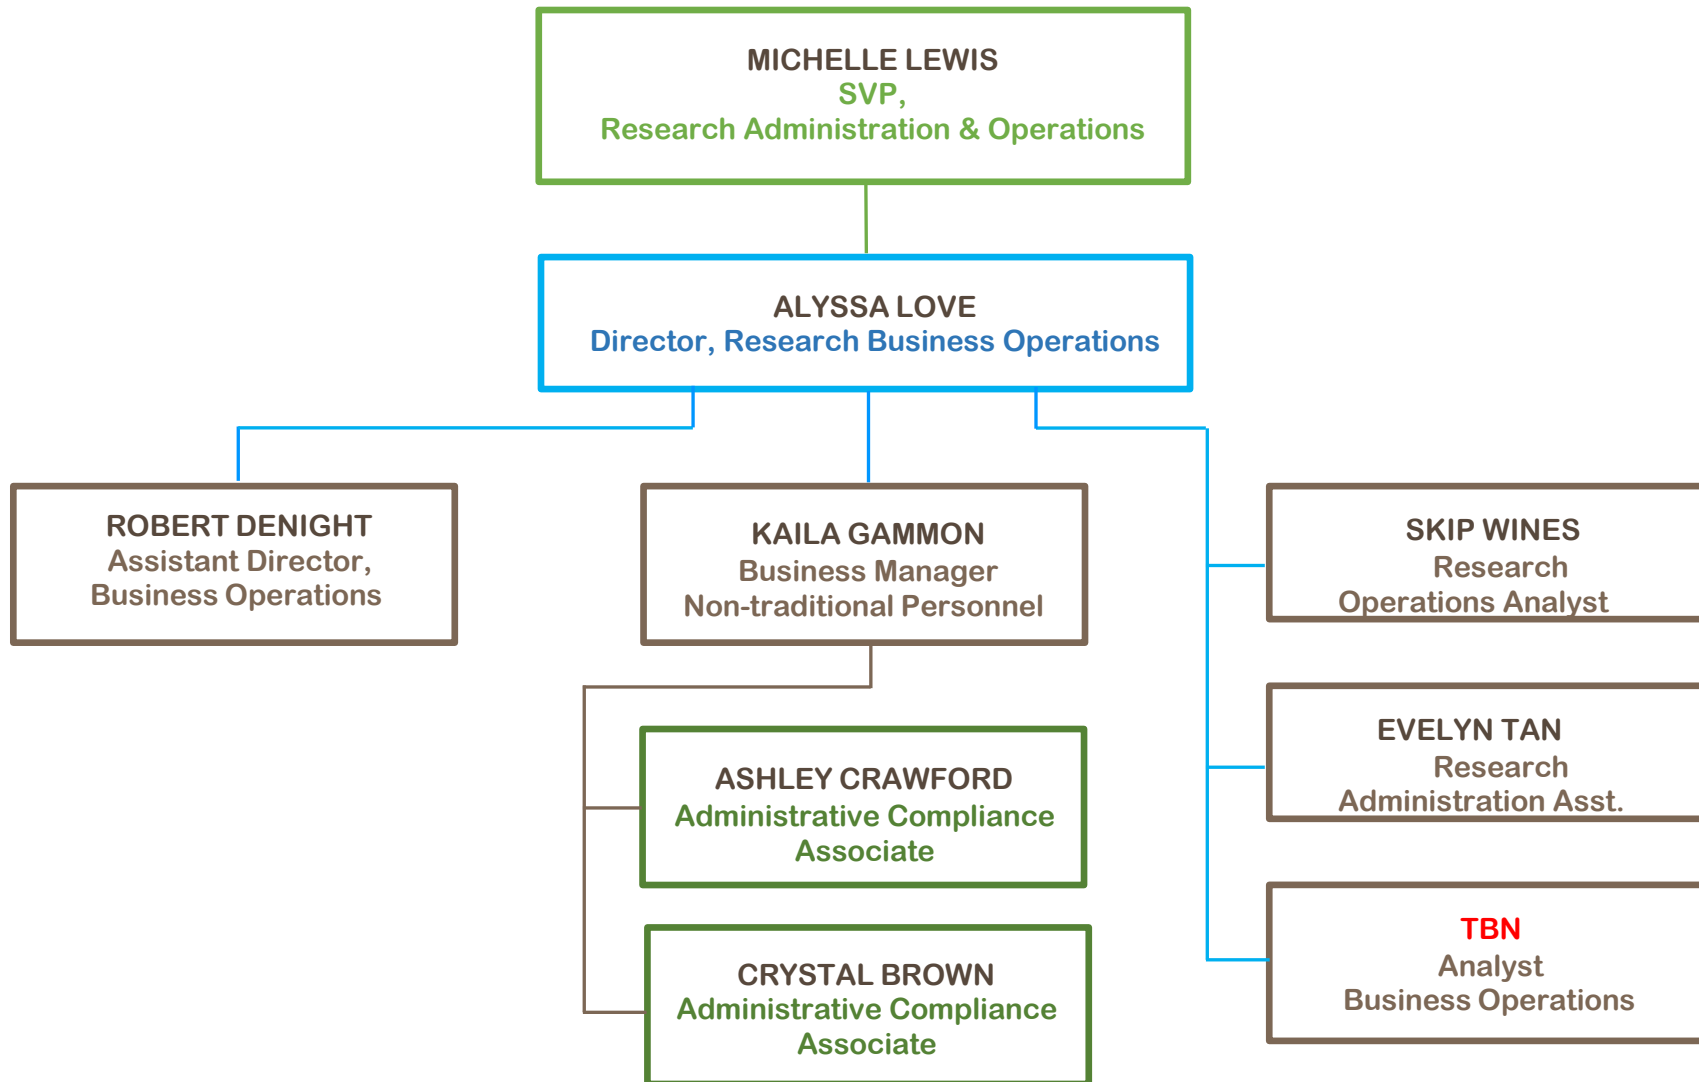 MICHELLE LEWIS
SVP,
Research Administration & Operations
ALYSSA LOVE
Director, Research Business Operations
ROBERT DENIGHT
Assistant Director,
Business Operations
KAILA GAMMON
Business Manager
Non-traditional Personnel
SKIP WINES
Research
Operations Analyst
EVELYN TAN
Research
Administration Asst.
ASHLEY CRAWFORD
Administrative Compliance
Associate
TBN
Analyst
Business Operations
CRYSTAL BROWN
Administrative Compliance
Associate